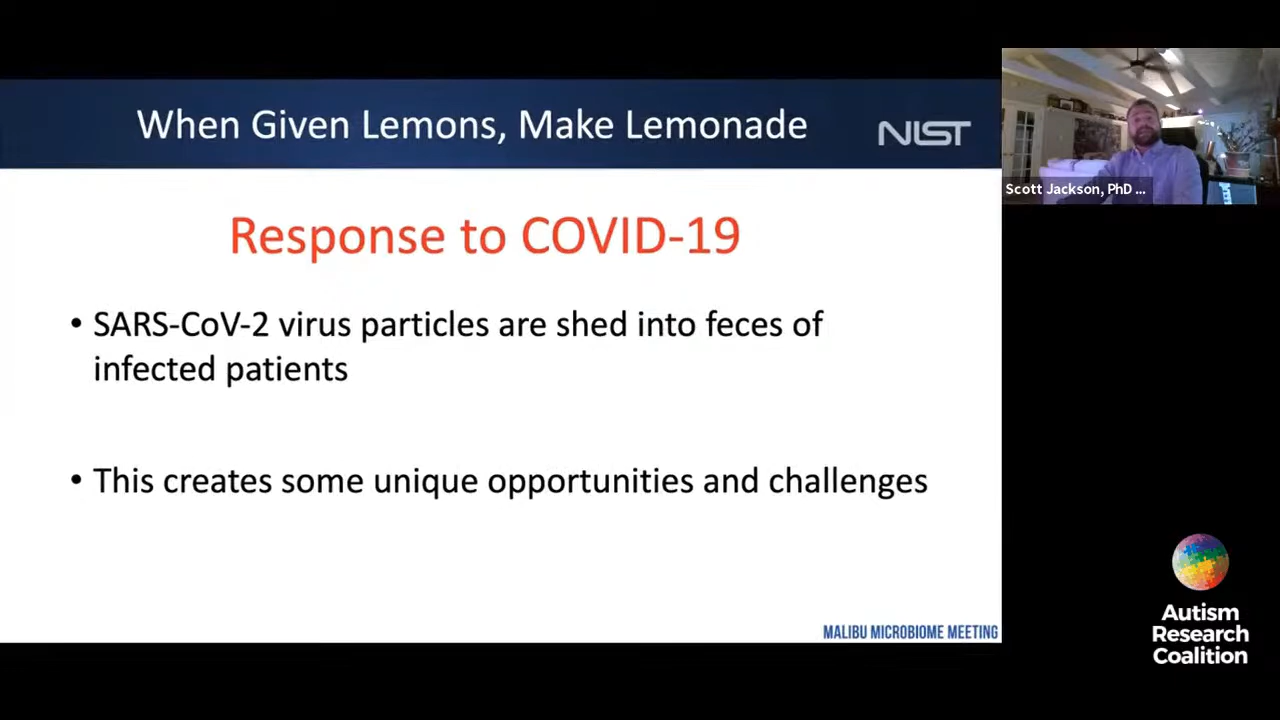 When Given Lemons, Make Lemonade
NIST
Scott Jackson, PhD ...
Response to COVID-19
• SARS-CoV-2 virus particles are shed into feces of
infected patients
• This creates some unique opportunities and challenges
MALIBU MICROBIOME MEETING
Autism
Research
Coalition